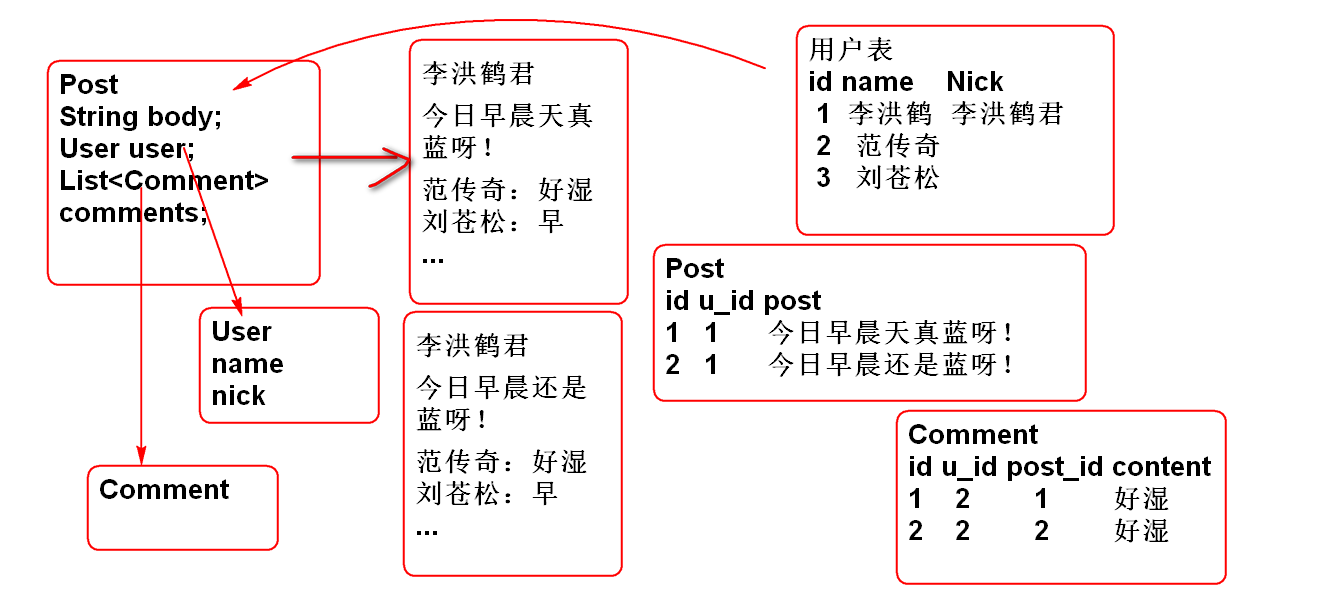 Post
String body;
User user;
List<Comment>
comments;
User
name
nick
Comment
李洪鹤君
今日早晨天真
蓝呀！
范传奇：好湿
刘苍松：早
...
李洪鹤君
今日早晨还是
蓝呀！
范传奇：好湿
刘苍松：早
...
用户表
id name Nick
1 李洪鹤 李洪鹤君
2 范传奇
3 刘苍松
Post
id u_id post
1 1 今日早晨天真蓝呀！
2 1 今日早晨还是蓝呀！
Comment
id u_id post_id content
1 2 1 好湿
2 2 2 好湿